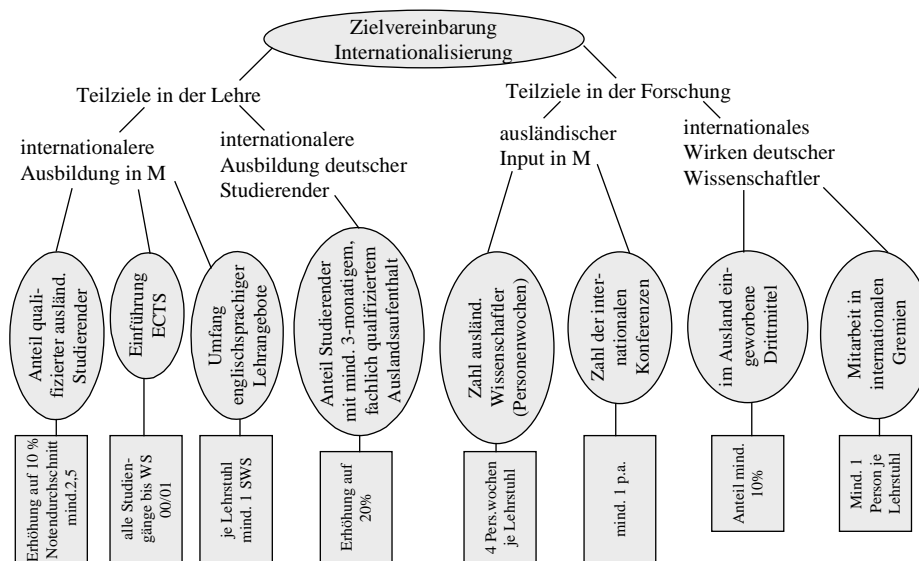 Zielvereinbarung
Internationalisierung
Teilziele in der Lehre
Teilziele in der Forschung
internationalere
Ausbildung in M
internationalere
Ausbildung deutscher
Studierender
ausländischer
Input in M
internationales
Wirken deutscher
Wissenschaftler
Anteil quali-
fizierter ausländ.
Studierender
Einführung
ECTS
Umfang
englischsprachiger
Lehrangebote
Anteil Studierender
mit mind. 3-monatigem,
fachlich qualifiziertem
Auslandsaufenthalt
Zahl ausländ.
Wissenschaftler
(Personenwochen)
Zahl der inter-
nationalen
Konferenzen
im Ausland ein-
geworbene
Drittmittel
Mitarbeit in
internationalen
Gremien
Erhöhung auf 10 %
Notendurchschnitt
mind.2,5
alle Studien-
gänge bis WS
00/01
je Lehrstuhl
mind. 1 SWS
Erhöhung auf
20%
4 Pers.wochen
je Lehrstuhl
mind. 1 p.a.
Anteil mind.
10%
Mind. 1
Person je
Lehrstuhl